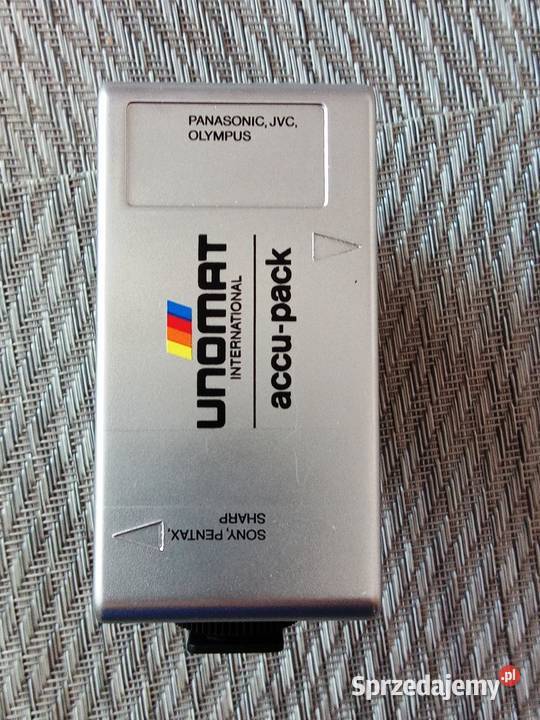 PANASONIC, JVC,
OLYMPUS
UNOMAT
INTERNATIONAL
accu-pack
SONY, PENTAX,
SHARP
Sprzedajemy.pl